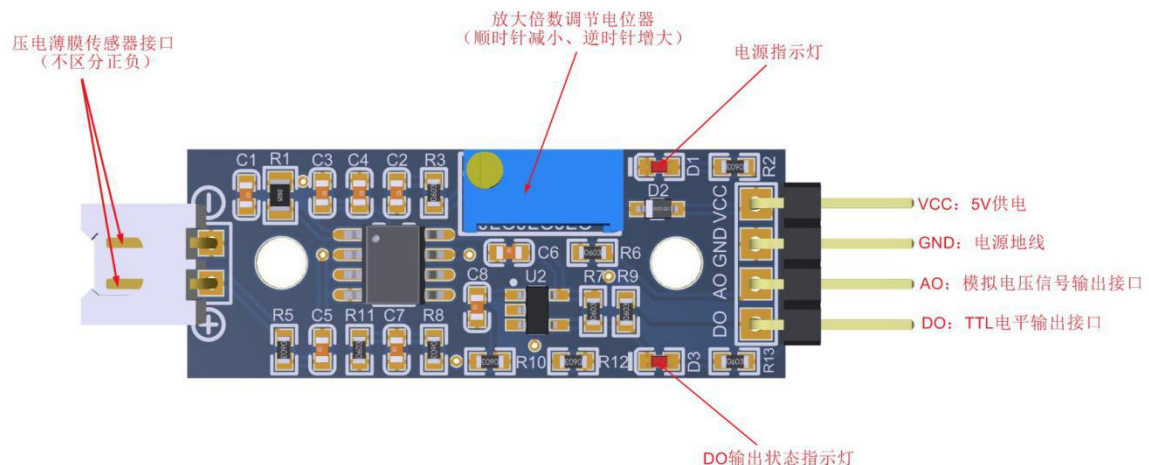 压电薄膜传感器接口
（不区分正负）
放大倍数调节电位器
（顺时针减小、逆时针增大）
电源指示灯
C1
R1
C3
C4
C2
R3
D1
R2
D2
VCC
GND
AO
DO
VCC：5V供电
GND：电源地线
AO：模拟电压信号输出接口
DO：TTL电平输出接口
C6
R6
C8
U2
R7
R9
R5
C5
R11
C7
R8
R10
R12
D3
R13
DO输出状态指示灯